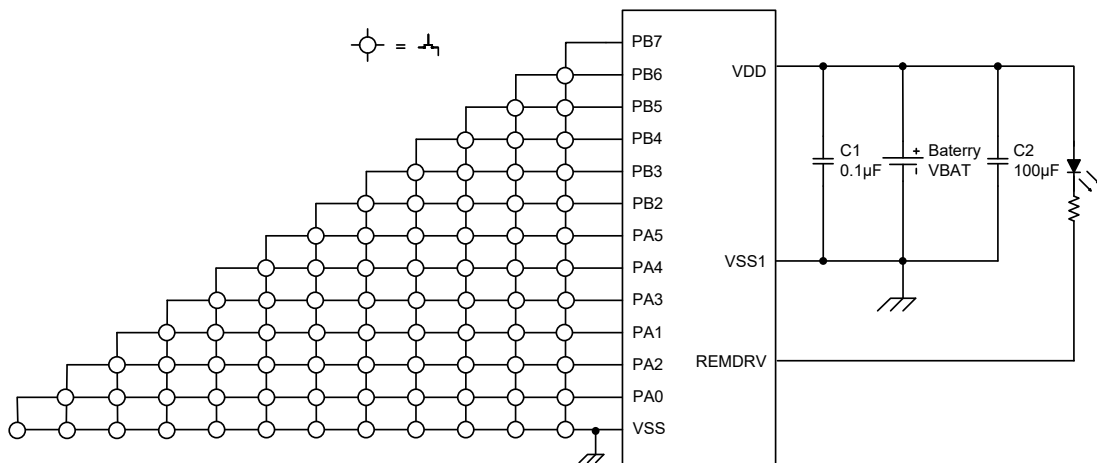 =
PB7
PB6
PB5
PB4
PB3
PB2
PA5
PA4
PA3
PA1
PA2
PA0
VSS
VDD
VSS1
REMDRV
C1
0.1µF
+ Baterry
- VBAT
C2
100µF